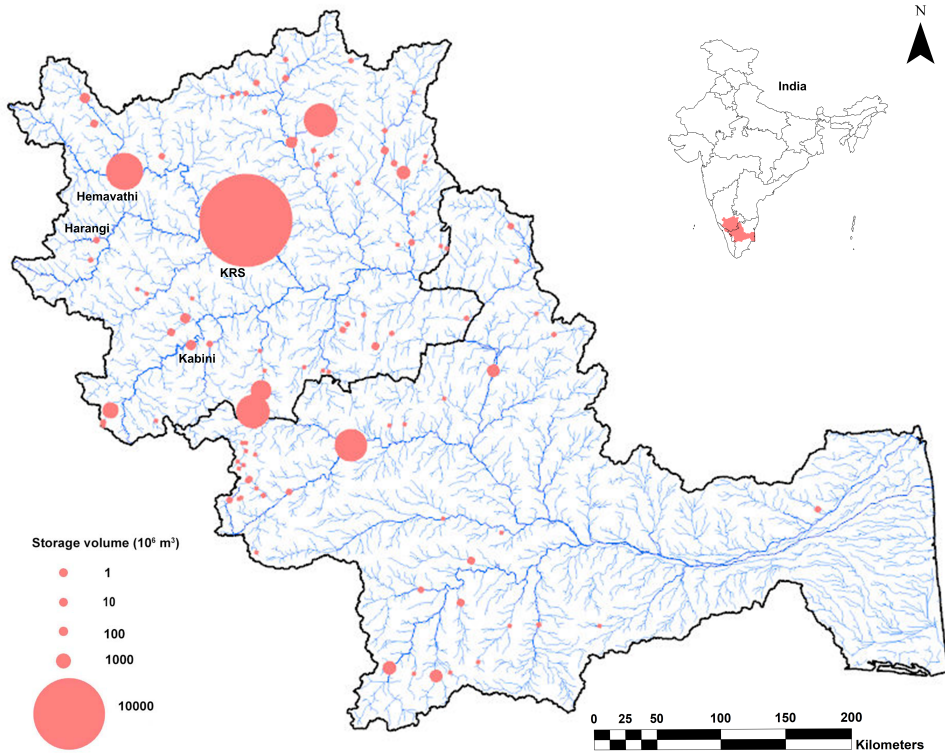 N
India
Hemavathi
Harangi
KRS
Kabini
Storage volume (10⁶ m³)
1
10
100
1000
10000
0 25 50 100 150 200
Kilometers